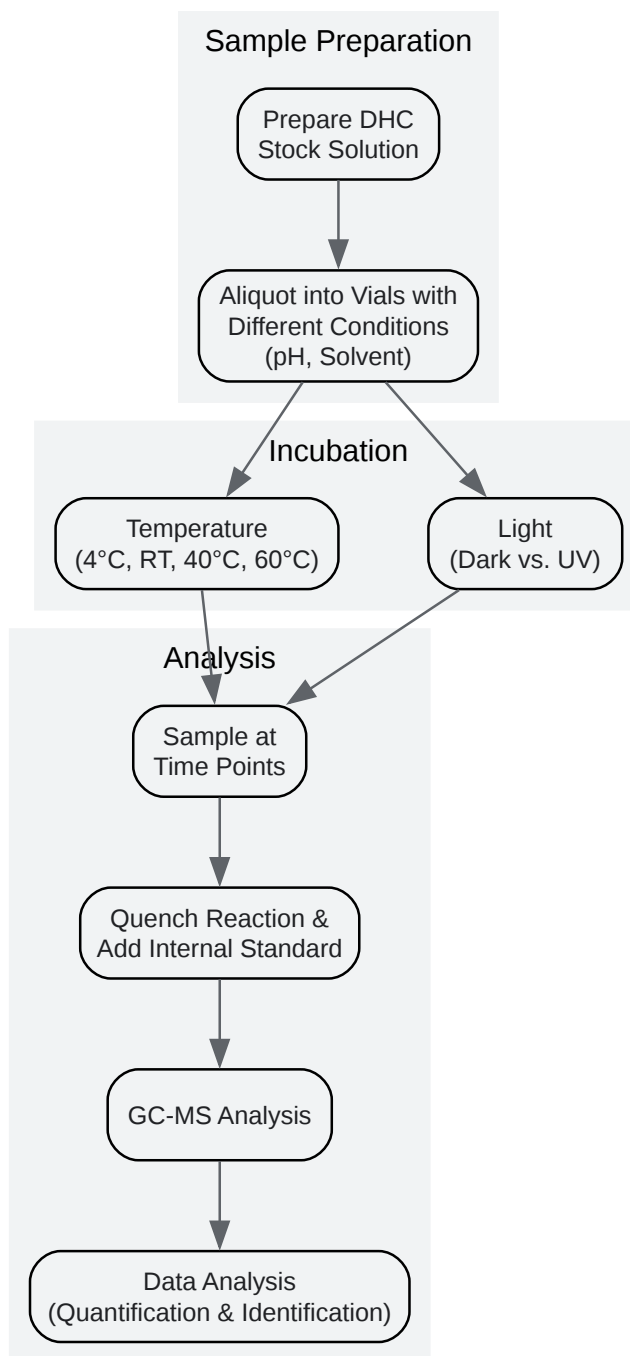 Sample Preparation
Prepare DHC
Stock Solution
Aliquot into Vials with
Different Conditions
(pH, Solvent)
Incubation
Temperature
(4°C, RT, 40°C, 60°C)
Light
(Dark vs. UV)
Analysis
Sample at
Time Points
Quench Reaction &
Add Internal Standard
GC-MS Analysis
Data Analysis
(Quantification & Identification)